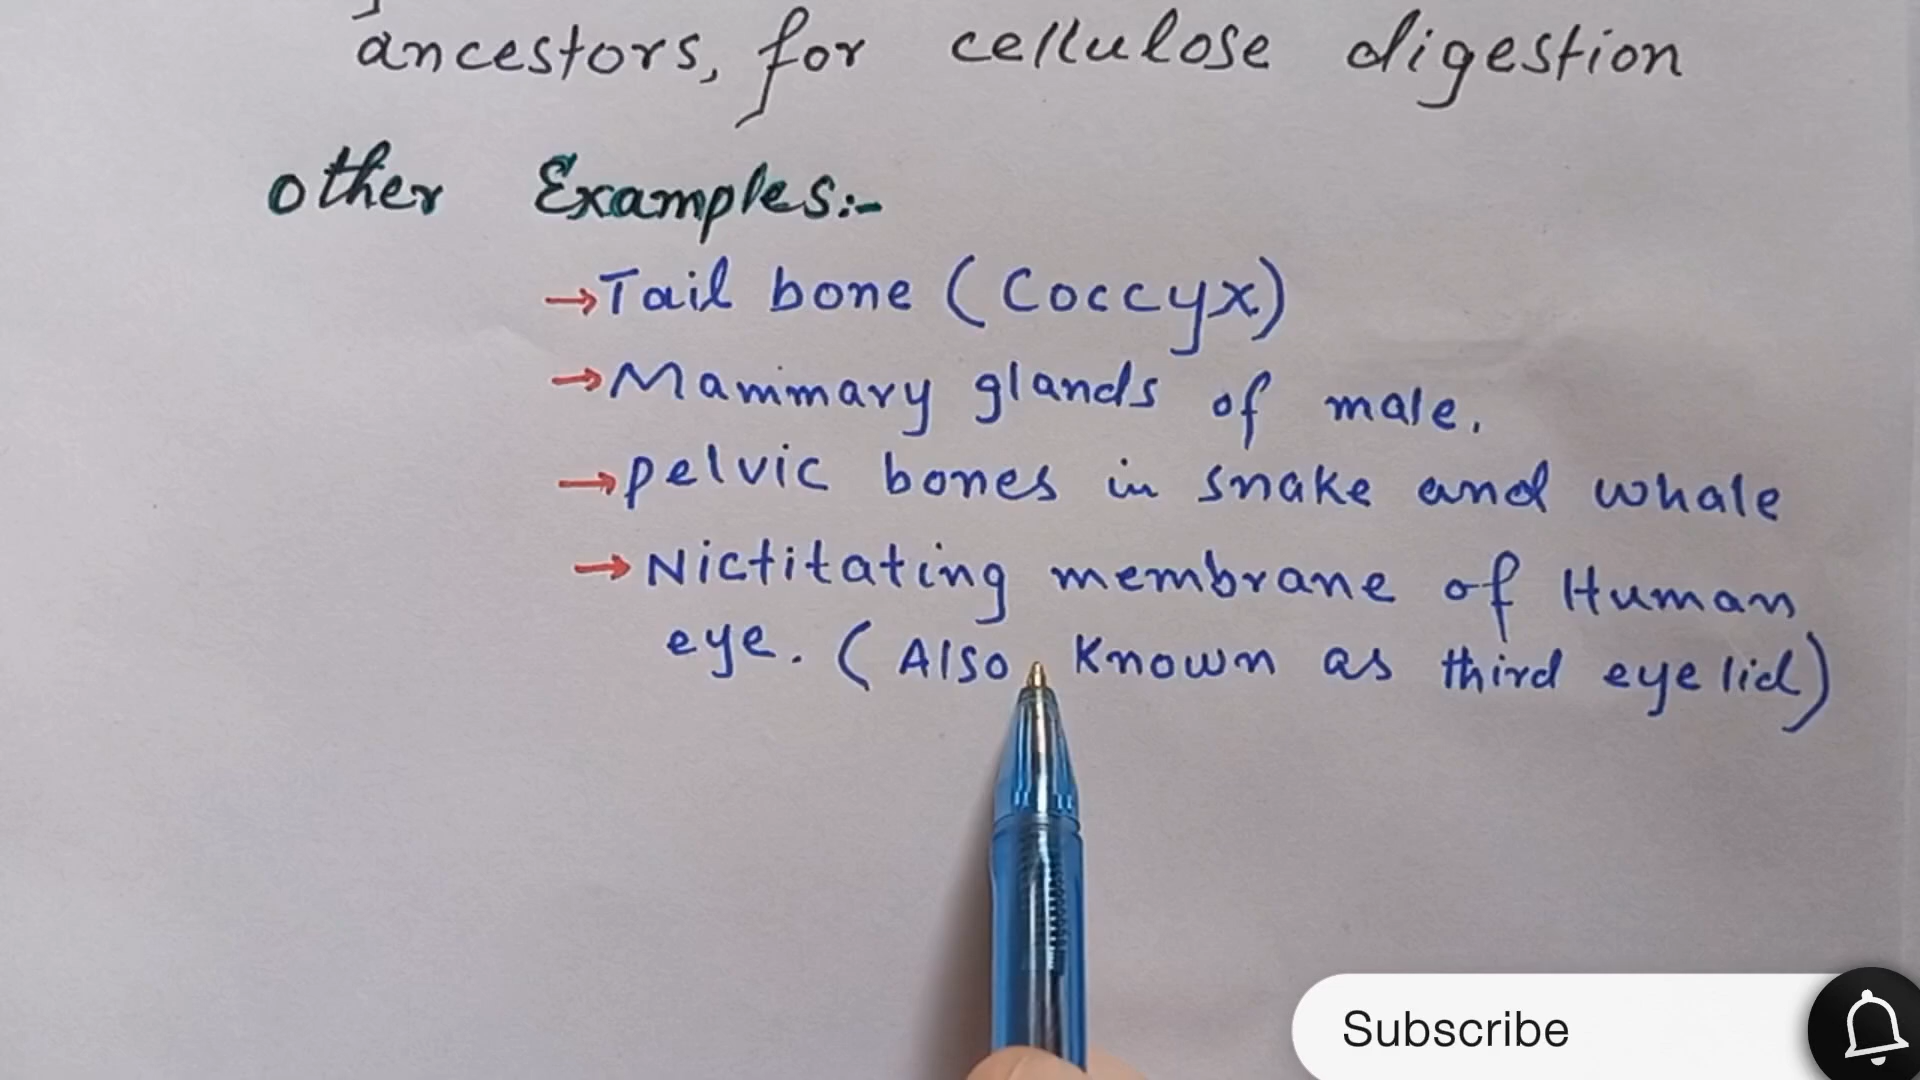 ancestors, for cellulose digestion
other Examples:-
→Tail bone (Coccyx)
→Mammary glands of male.
→pelvic bones in snake and whale
→Nictitating membrane of Human
eye. (Also known as third eye lid)
Subscribe